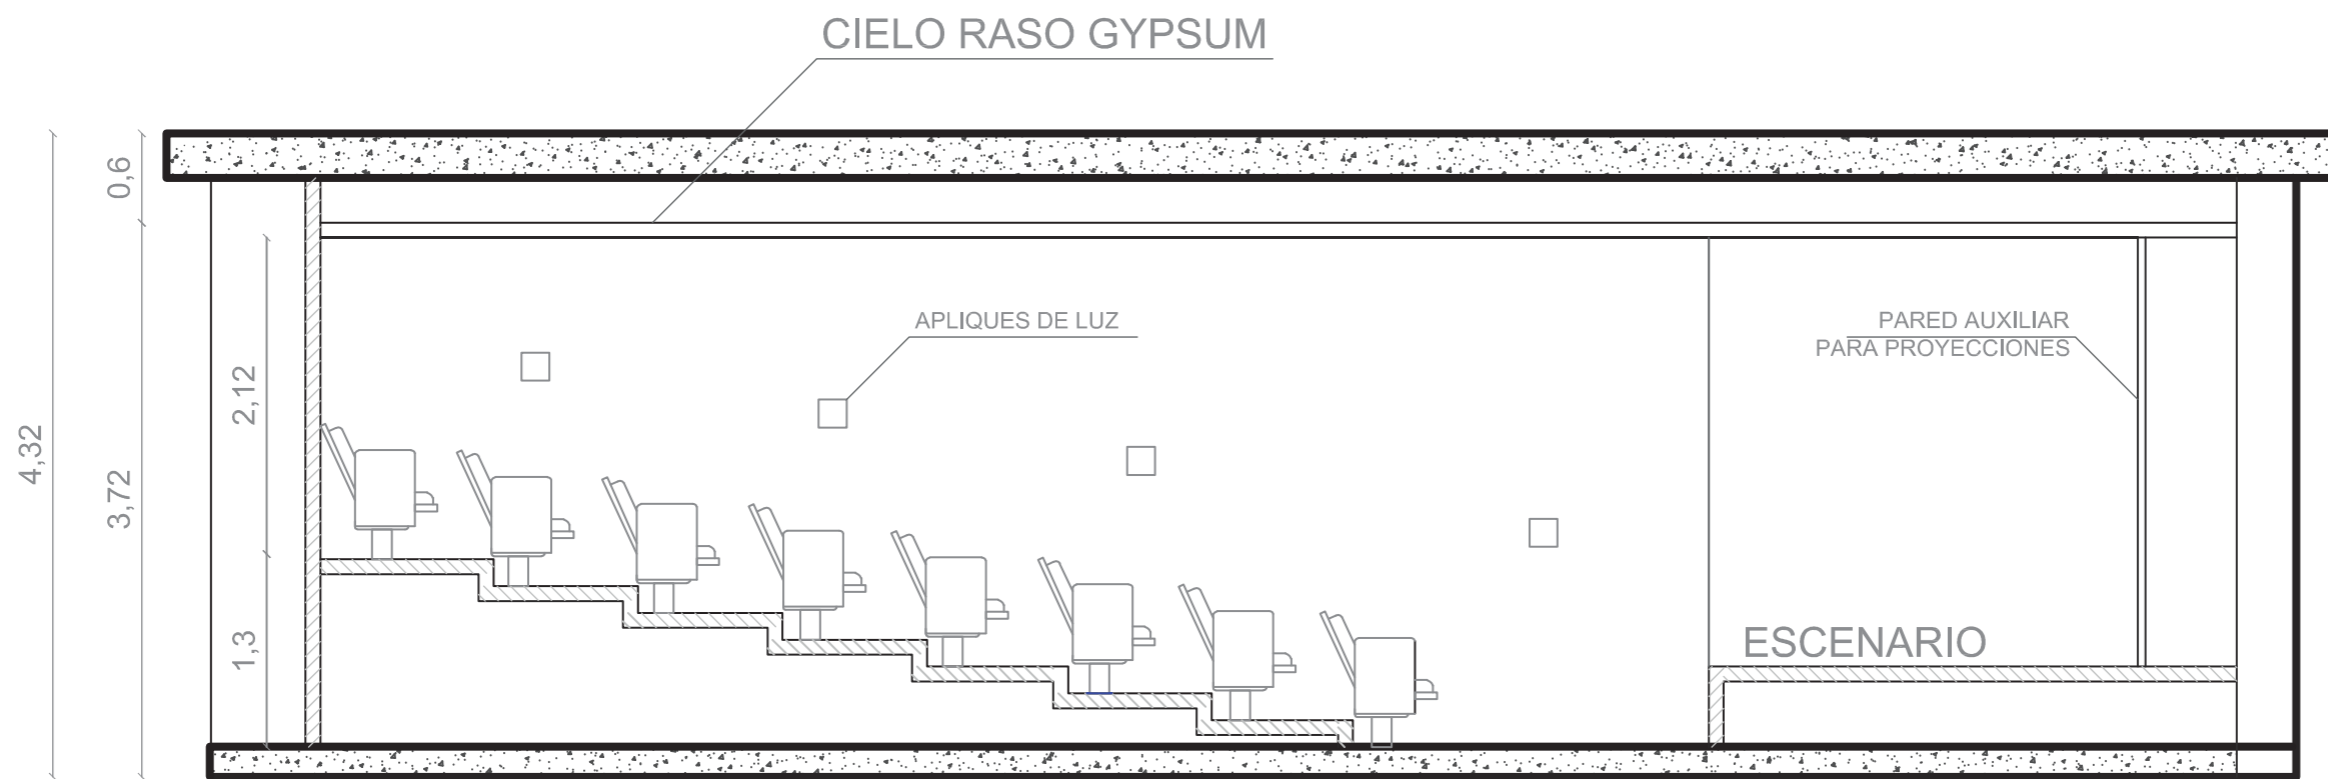 CIELO RASO GYPSUM
0,6
APLIQUES DE LUZ
PARED AUXILIAR
PARA PROYECCIONES
2,12
4,32
3,72
1,3
ESCENARIO